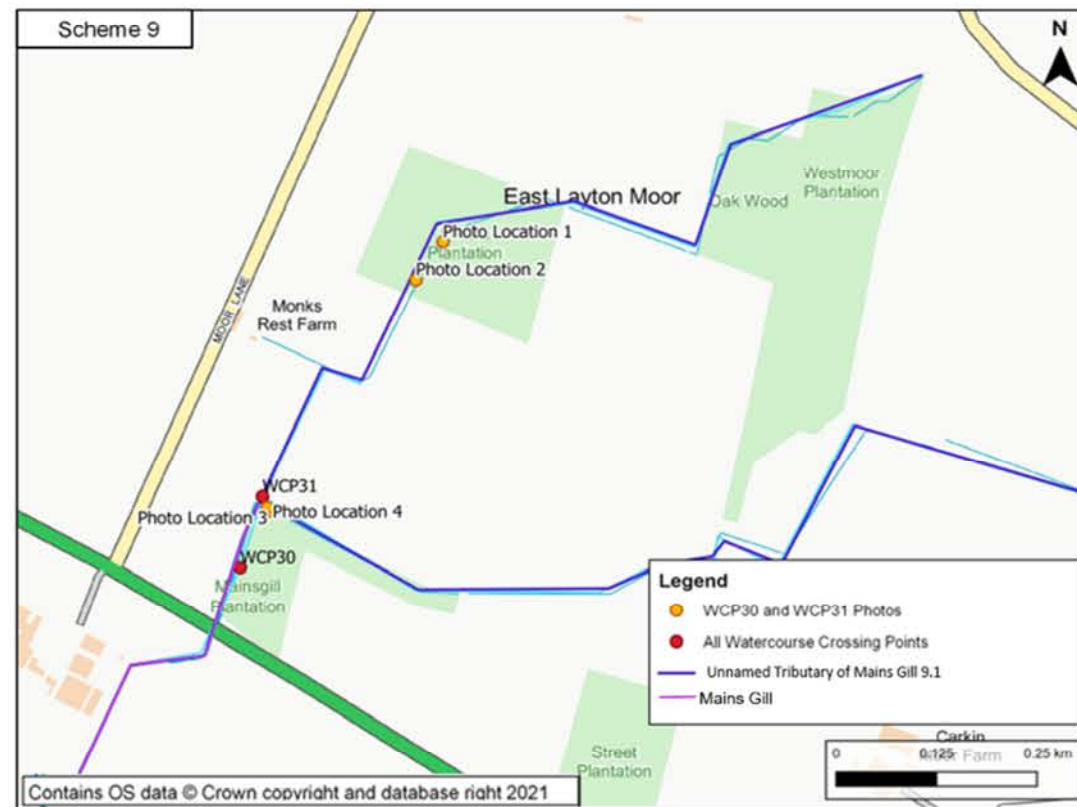 Scheme 9
N
East Layton Moor
Westmoor
Plantation
Oak Wood
Photo Location 1
Plantation
Photo Location 2
Monks
Rest Farm
MOOR LANE
WCP31
Photo Location 3
Photo Location 4
WCP30
Mainsgill
Plantation
Legend
WCP30 and WCP31 Photos
All Watercourse Crossing Points
Unnamed Tributary of Mains Gill 9.1
Mains Gill
Street
Plantation
Carkin
Moor Farm
0 0.125 0.25 km
Contains OS data © Crown copyright and database right 2021